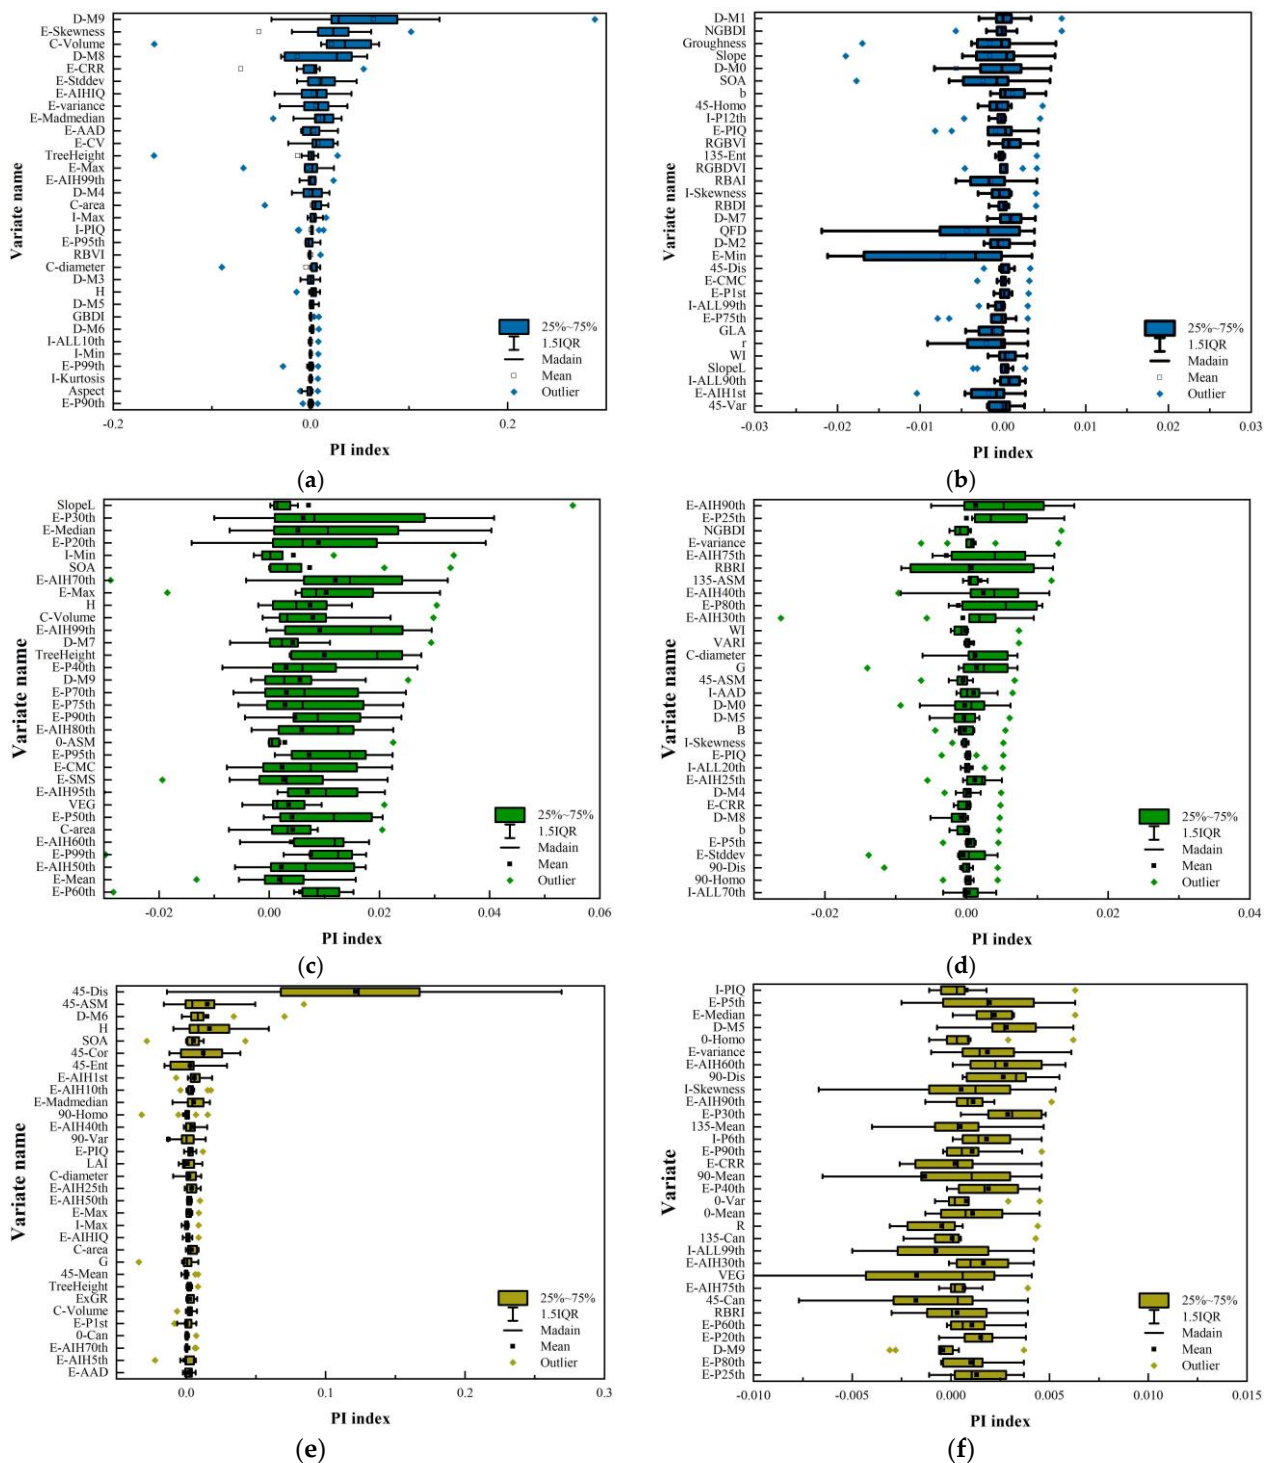 Variate name
D-M9
E-Skewness
C-Volume
D-M8
E-CRR
E-Stddev
E-AIHIQ
E-variance
E-Madmedian
E-AAD
E-CV
TreeHeight
E-Max
E-AIH99th
D-M4
C-area
I-Max
I-PIQ
E-P95th
RBVI
C-diameter
D-M3
H
D-M5
GBDI
D-M6
I-ALL10th
I-Min
E-P99th
I-Kurtosis
Aspect
E-P90th
25%~75%
1.5IQR
Madain
Mean
Outlier
-0.2 0.0 0.2
PI index
(a)
Variate name
D-M1
NGBDI
Groughness
Slope
D-M0
SOA
b
45-Homo
I-P12th
E-PIQ
RGBVI
135-Ent
RGBDVI
RBAI
I-Skewness
RBDI
D-M7
QFD
D-M2
E-Min
45-Dis
E-CMC
E-P1st
I-ALL99th
E-P75th
GLA
r
WI
SlopeL
I-ALL90th
E-AIH1st
45-Var
25%~75%
1.5IQR
Madain
Mean
Outlier
-0.03 -0.02 -0.01 0.00 0.01 0.02 0.03
PI index
(b)
Variate name
SlopeL
E-P30th
E-Median
E-P20th
I-Min
SOA
E-AIH70th
E-Max
H
C-Volume
E-AIH99th
D-M7
TreeHeight
E-P40th
D-M9
E-P70th
E-P75th
E-P90th
E-AIH80th
0-ASM
E-P95th
E-CMC
E-SMS
E-AIH95th
VEG
E-P50th
C-area
E-AIH60th
E-P99th
E-AIH50th
E-Mean
E-P60th
25%~75%
1.5IQR
Madain
Mean
Outlier
-0.02 0.00 0.02 0.04 0.06
PI index
(c)
Variate name
E-AIH90th
E-P25th
NGBDI
E-variance
E-AIH75th
RBRI
135-ASM
E-AIH40th
E-P80th
E-AIH30th
WI
VARI
C-diameter
G
45-ASM
I-AAD
D-M0
D-M5
B
I-Skewness
E-PIQ
I-ALL20th
E-AIH25th
D-M4
E-CRR
D-M8
b
E-P5th
E-Stddev
90-Dis
90-Homo
I-ALL70th
25%~75%
1.5IQR
Madain
Mean
Outlier
-0.02 0.00 0.02 0.04
PI index
(d)
Variate name
45-Dis
45-ASM
D-M6
H
SOA
45-Cor
45-Ent
E-AIH1st
E-AIH10th
E-Madmedian
90-Homo
E-AIH40th
90-Var
E-PIQ
LAI
C-diameter
E-AIH25th
E-AIH50th
E-Max
I-Max
E-AIHIQ
C-area
G
45-Mean
TreeHeight
ExGR
C-Volume
E-P1st
0-Can
E-AIH70th
E-AIH5th
E-AAD
25%~75%
1.5IQR
Madain
Mean
Outlier
0.0 0.1 0.2 0.3
PI index
(e)
Variate
I-PIQ
E-P5th
E-Median
D-M5
0-Homo
E-variance
E-AIH60th
90-Dis
I-Skewness
E-AIH90th
E-P30th
135-Mean
I-P6th
E-P90th
E-CRR
90-Mean
E-P40th
0-Var
0-Mean
R
135-Can
I-ALL99th
E-AIH30th
VEG
E-AIH75th
45-Can
RBRI
E-P60th
E-P20th
D-M9
E-P80th
E-P25th
25%~75%
1.5IQR
Madain
Mean
Outlier
-0.010 -0.005 0.000 0.005 0.010 0.015
PI index
(f)